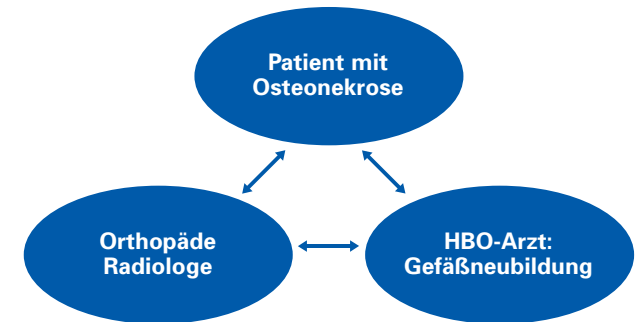 Patient mit
Osteonekrose
Orthopäde
Radiologe
HBO-Arzt:
Gefäßneubildung